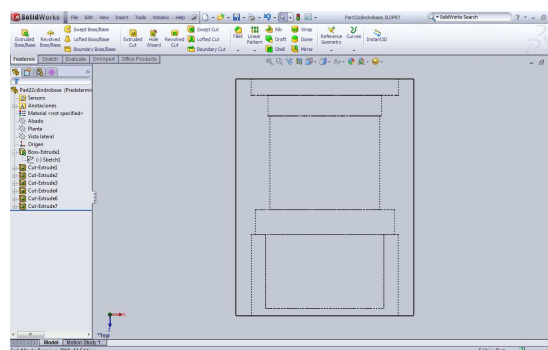 SolidWorks File Edit View Insert Tools Window Help Part22cilindrobase.SLDPRT SolidWorks Search
Extruded Boss/Base Revolved Boss/Base Swept Boss/Base Lofted Boss/Base Boundary Boss/Base
Extruded Cut Hole Wizard Revolved Cut Swept Cut Lofted Cut Boundary Cut
Fillet Linear Pattern Rib Draft Shell Wrap Dome Mirror Reference Geometry Curves Instant3D
Features Sketch Evaluate DimXpert Office Products
Part22cilindrobase (Predetermin
Sensors
Anotaciones
Material <not specified>
Alzado
Planta
Vista lateral
Origen
Boss-Extrude1
(-) Sketch1
Cut-Extrude1
Cut-Extrude2
Cut-Extrude3
Cut-Extrude4
Cut-Extrude6
Cut-Extrude7
*Top
Model Motion Study 1